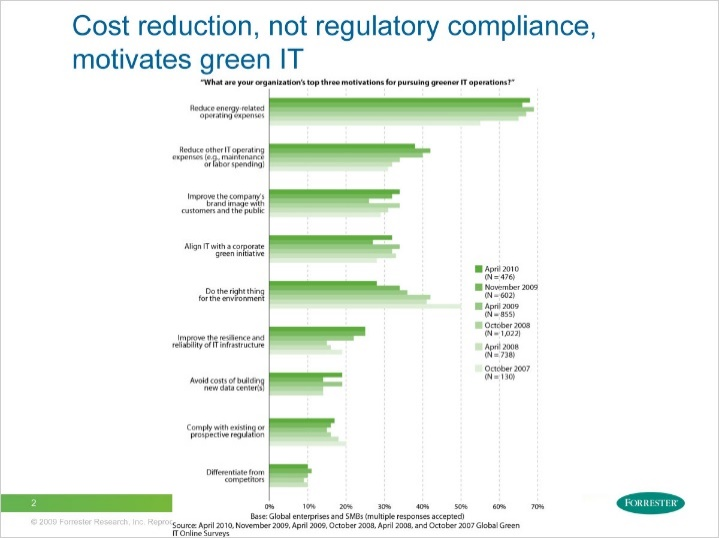 Cost reduction, not regulatory compliance,
motivates green IT
"What are your organization's top three motivations for pursuing greener IT operations?"
Reduce energy-related
operating expenses
Reduce other IT operating
expenses (e.g., maintenance
or labor spending)
Improve the company's
brand image with
customers and the public
Align IT with a corporate
green initiative
Do the right thing
for the environment
Improve the resilience and
reliability of IT infrastructure
Avoid costs of building
new data center(s)
Comply with existing or
prospective regulation
Differentiate from
competitors
April 2010
(N = 476)
November 2009
(N = 602)
April 2009
(N = 855)
October 2008
(N = 1,022)
April 2008
(N = 738)
October 2007
(N = 130)
0% 10% 20% 30% 40% 50% 60% 70%
Base: Global enterprises and SMBs (multiple responses accepted)
Source: April 2010, November 2009, April 2009, October 2008, April 2008, and October 2007 Global Green
IT Online Surveys
2
© 2009 Forrester Research, Inc.
FORRESTER